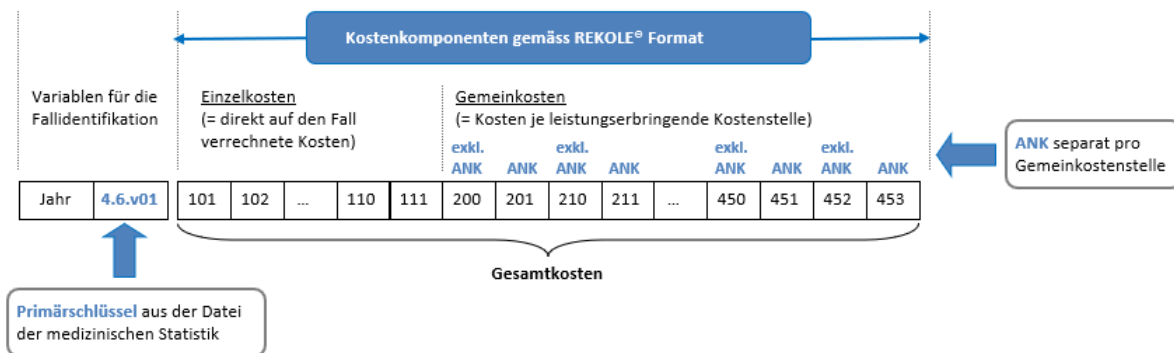 Kostenkomponenten gemäss REKOLE® Format
Variablen für die
Fallidentifikation
Einzelkosten
(= direkt auf den Fall
verrechnete Kosten)
Gemeinkosten
(= Kosten je leistungserbringende Kostenstelle)
exkl. exkl. exkl. exkl.
ANK ANK ANK ANK ANK ANK ANK ANK
ANK separat pro
Gemeinkostenstelle
Jahr 4.6.v01 101 102 ... 110 111 200 201 210 211 ... 450 451 452 453
Gesamtkosten
Primärschlüssel aus der Datei
der medizinischen Statistik